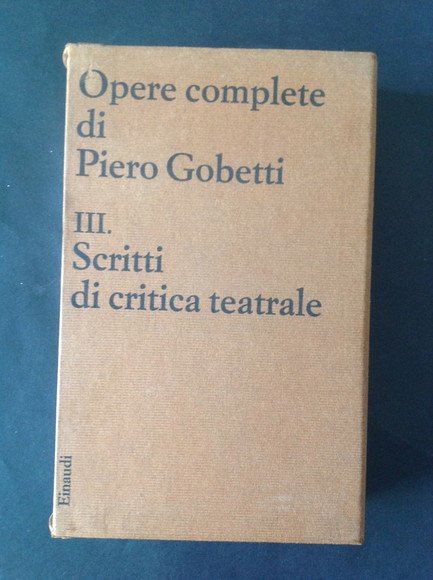 Opere complete
di
Piero Gobetti
III.
Scritti
di critica teatrale
Einaudi